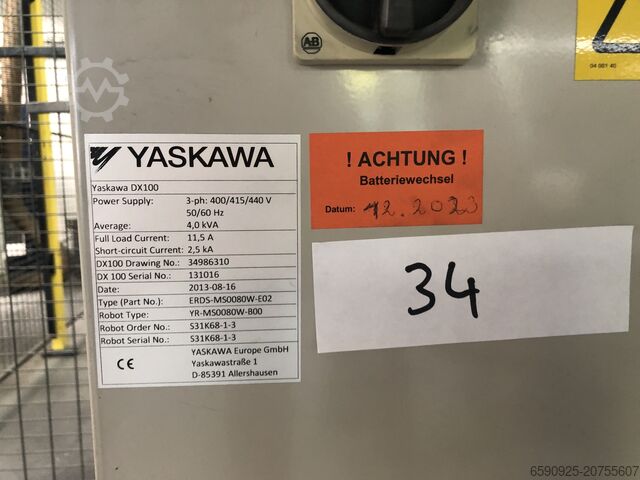 AB
04 001 40
YASKAWA
Yaskawa DX100
Power Supply: 3-ph: 400/415/440 V
50/60 Hz
Average: 4,0 kVA
Full Load Current: 11,5 A
Short-circuit Current: 2,5 kA
DX100 Drawing No.: 34986310
DX 100 Serial No.: 131016
Date: 2013-08-16
Type (Part No.): ERDS-MS0080W-E02
Robot Type: YR-MS0080W-B00
Robot Order No.: S31K68-1-3
Robot Serial No.: S31K68-1-3
CE
YASKAWA Europe GmbH
Yaskawastraße 1
D-85391 Allershausen
! ACHTUNG !
Batteriewechsel
Datum: 12.2023
34
6590925-20755607